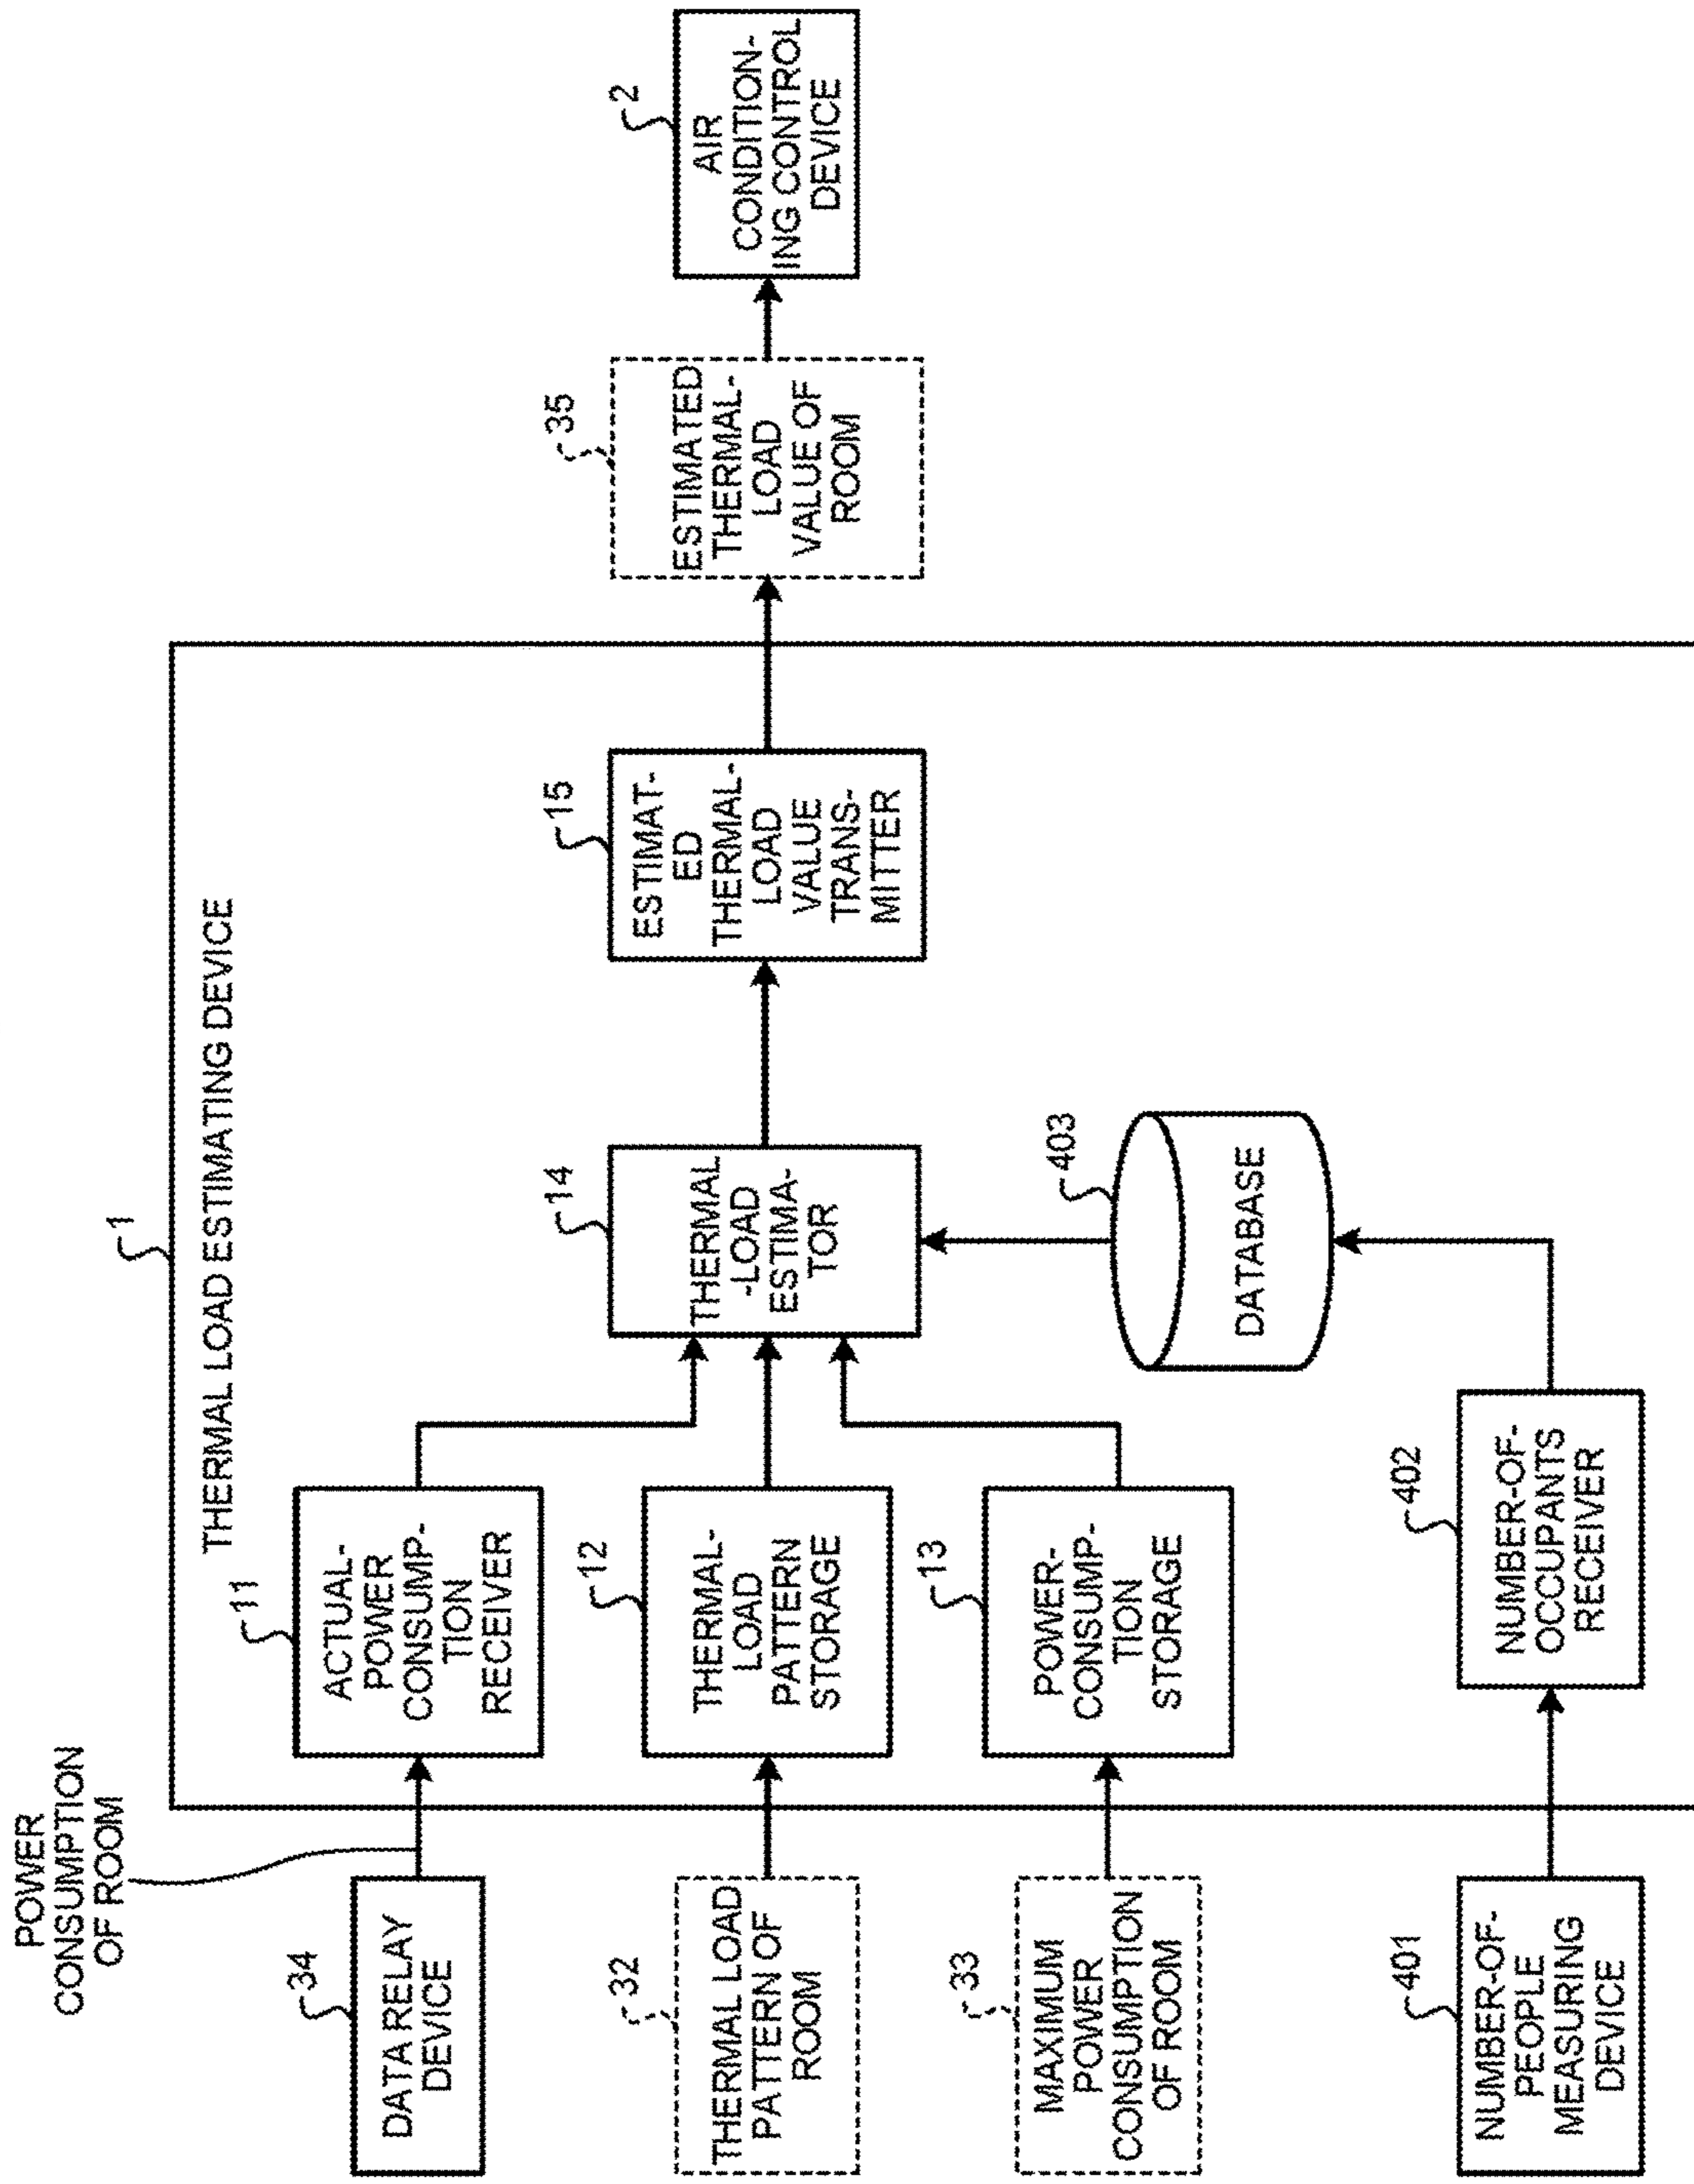 POWER
CONSUMPTION
OF ROOM
1
THERMAL LOAD ESTIMATING DEVICE
34
DATA RELAY
DEVICE
11
ACTUAL-
POWER
CONSUMP-
TION
RECEIVER
32
THERMAL LOAD
PATTERN OF
ROOM
12
THERMAL-
LOAD
PATTERN
STORAGE
33
MAXIMUM
POWER
CONSUMPTION
OF ROOM
13
POWER-
CONSUMP-
TION
STORAGE
401
NUMBER-OF-
PEOPLE
MEASURING
DEVICE
402
NUMBER-OF-
OCCUPANTS
RECEIVER
403
DATABASE
14
THERMAL
-LOAD
ESTIMA-
TOR
15
ESTIMAT-
ED
THERMAL-
LOAD
VALUE
TRANS-
MITTER
35
ESTIMATED
THERMAL-
LOAD
VALUE OF
ROOM
2
AIR
CONDITION-
ING CONTROL
DEVICE